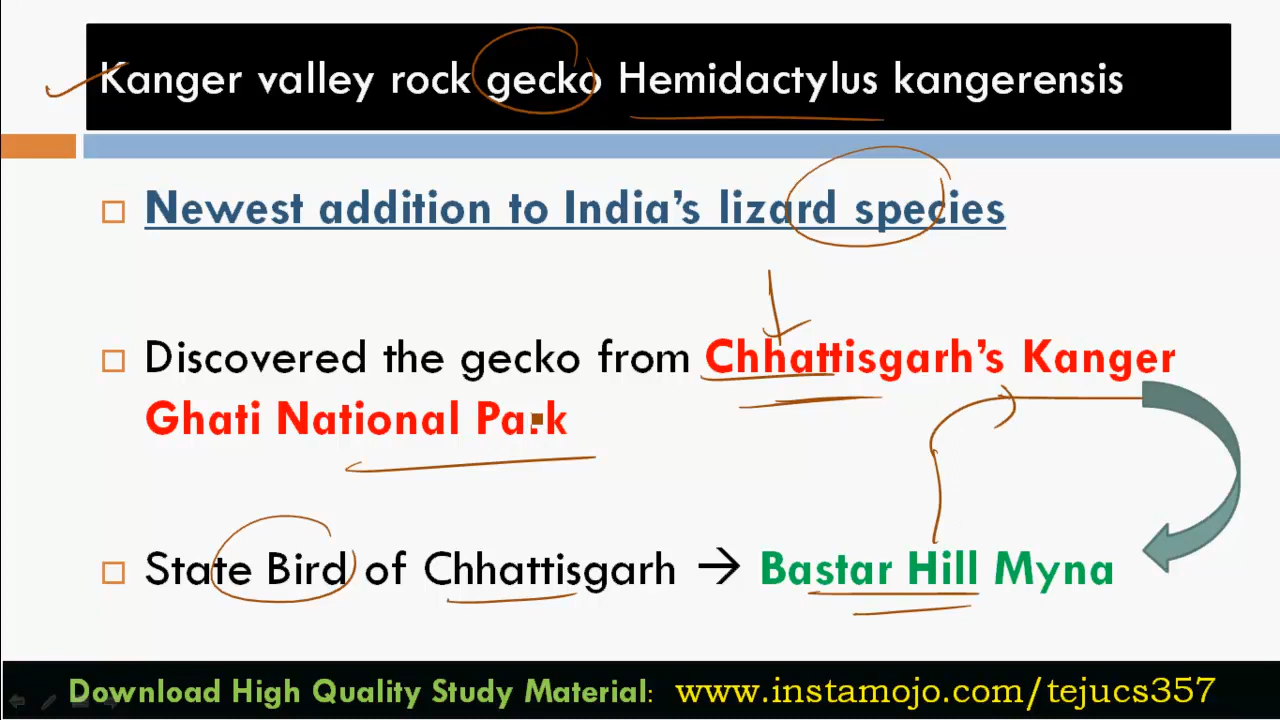 Kanger valley rock gecko Hemidactylus kangerensis
Newest addition to India's lizard species
Discovered the gecko from Chhattisgarh's Kanger
Ghati National Park
State Bird of Chhattisgarh → Bastar Hill Myna
Download High Quality Study Material: www.instamojo.com/tejucs357